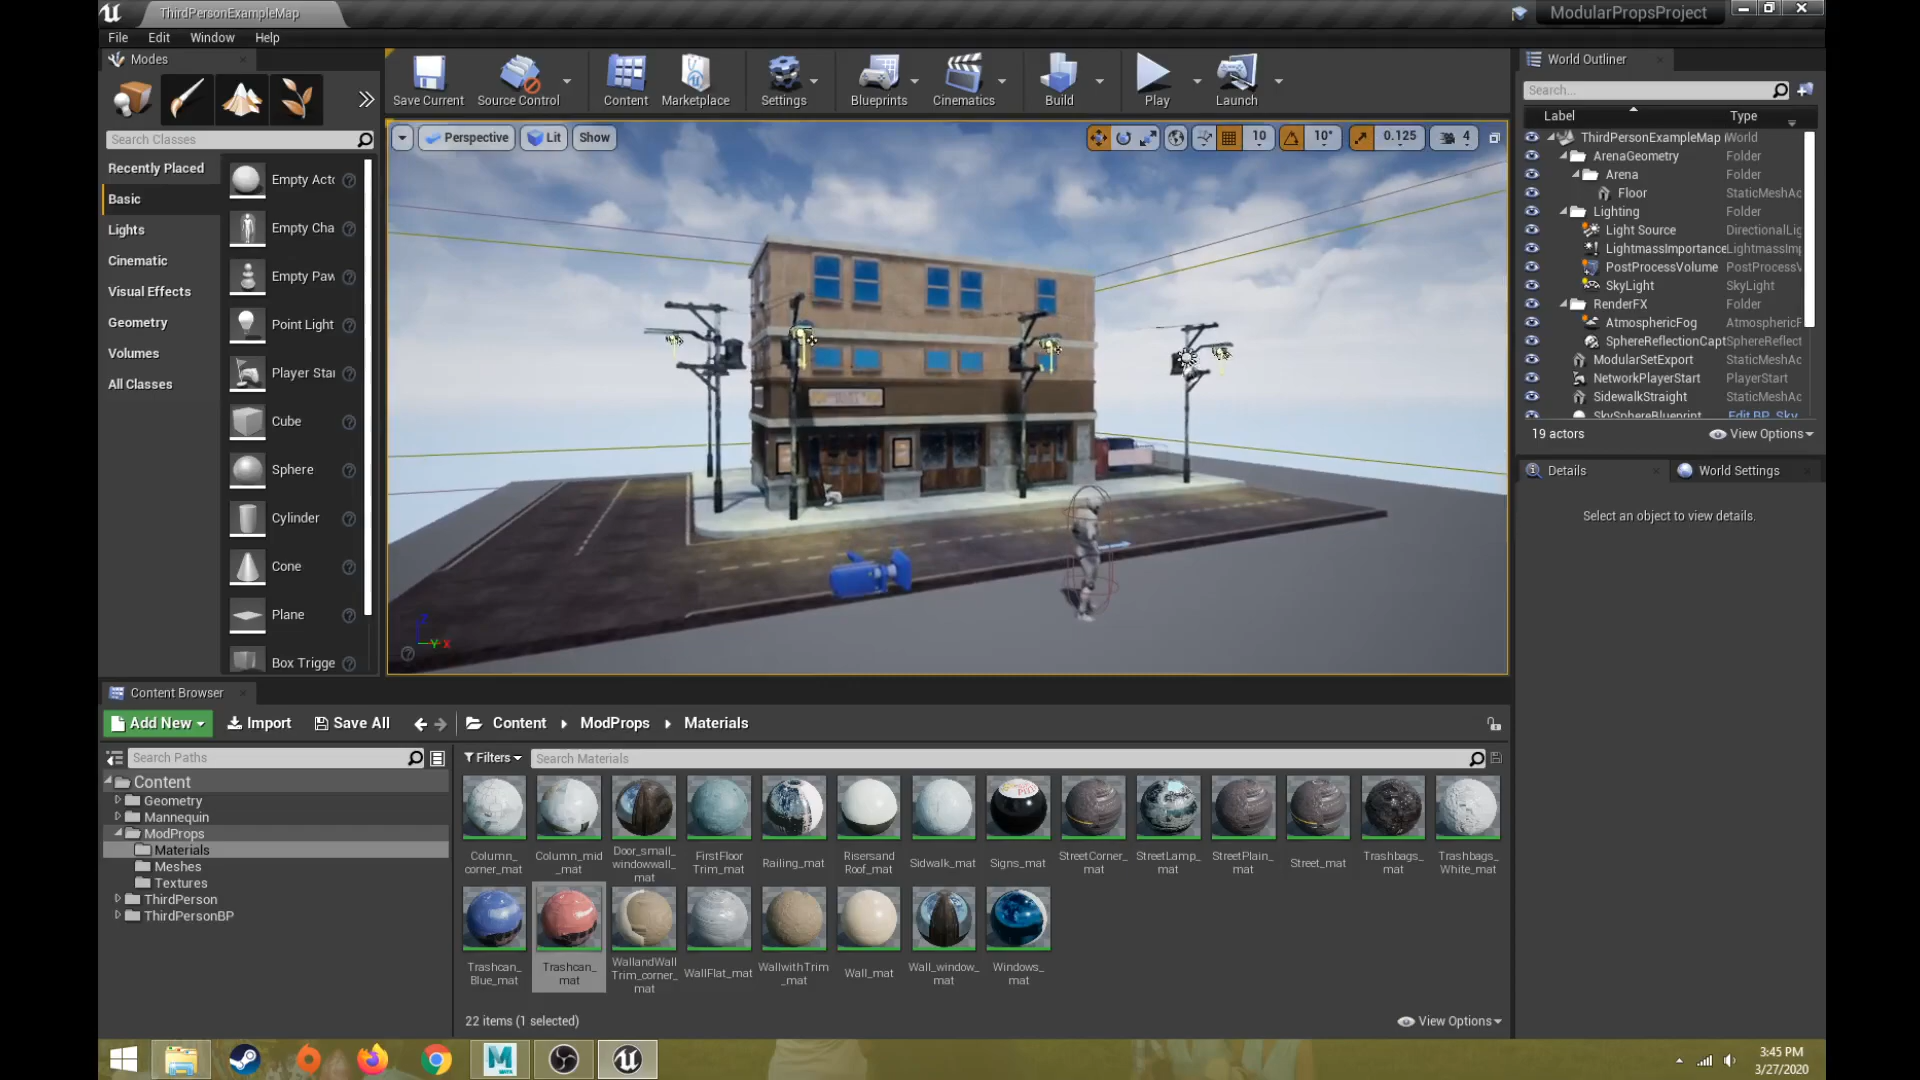 ThirdPersonExampleMap
ModularPropsProject
File Edit Window Help
Modes
Search Classes
Recently Placed
Basic
Lights
Cinematic
Visual Effects
Geometry
Volumes
All Classes
Empty Acto
Empty Cha
Empty Paw
Point Light
Player Star
Cube
Sphere
Cylinder
Cone
Plane
Box Trigge
Save Current
Source Control
Content
Marketplace
Settings
Blueprints
Cinematics
Build
Play
Launch
Perspective
Lit
Show
10
10°
0.125
4
Z
Y X
World Outliner
Search...
Label Type
ThirdPersonExampleMap ( World
ArenaGeometry Folder
Arena Folder
Floor StaticMeshAc
Lighting Folder
Light Source DirectionalLig
LightmassImportance LightmassImp
PostProcessVolume PostProcessV
SkyLight SkyLight
RenderFX Folder
AtmosphericFog AtmosphericF
SphereReflectionCapt SphereReflect
ModularSetExport StaticMeshAc
NetworkPlayerStart PlayerStart
SidewalkStraight StaticMeshAc
SkySphereBlueprint Edit BP_Sky
19 actors View Options
Details
World Settings
Select an object to view details.
Content Browser
Add New Import Save All Content ModProps Materials
Search Paths
Content
Geometry
Mannequin
ModProps
Materials
Meshes
Textures
ThirdPerson
ThirdPersonBP
Filters
Search Materials
Column_
corner_mat
Column_mid
_mat
Door_small_
windowwall_
mat
FirstFloor
Trim_mat
Railing_mat
Risersand
Roof_mat
Sidwalk_mat
Signs_mat
StreetCorner_
mat
StreetLamp_
mat
StreetPlain_
mat
Street_mat
Trashbags_
mat
Trashbags_
White_mat
Trashcan_
Blue_mat
Trashcan_
mat
WallandWall
Trim_corner_
mat
WallFlat_mat
WallwithTrim
_mat
Wall_mat
Wall_window_
mat
Windows_
mat
22 items (1 selected)
View Options
3:45 PM
3/27/2020